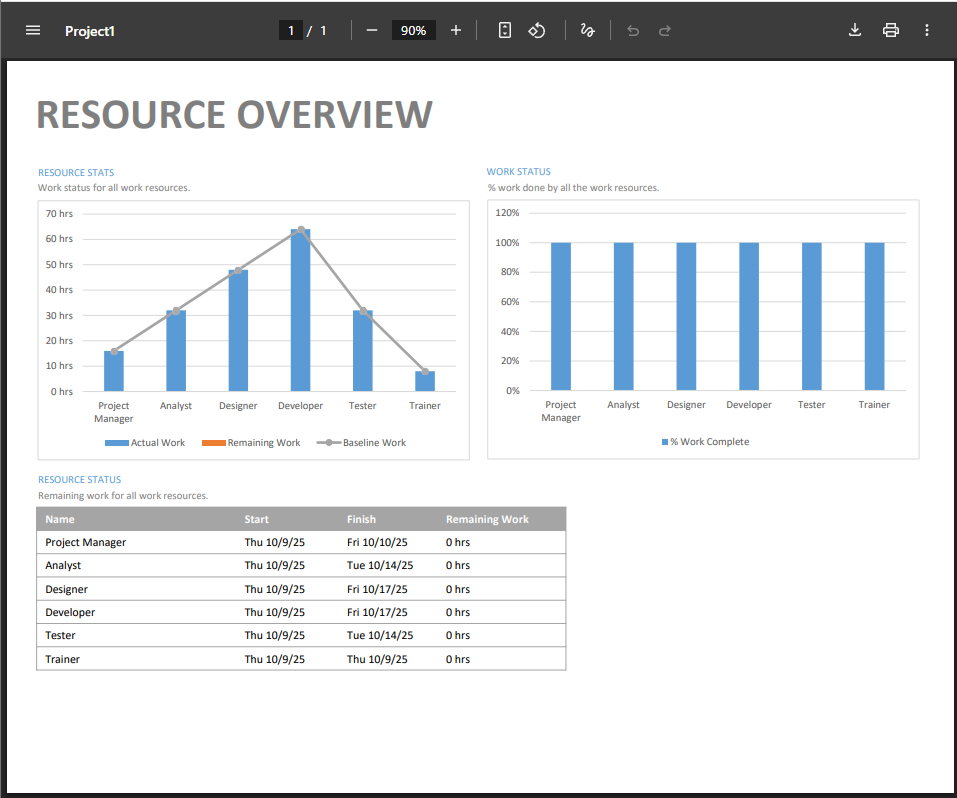 Project1
1 / 1
90%
RESOURCE OVERVIEW
RESOURCE STATS
Work status for all work resources.
70 hrs
60 hrs
50 hrs
40 hrs
30 hrs
20 hrs
10 hrs
0 hrs
Project Manager Analyst Designer Developer Tester Trainer
Actual Work Remaining Work Baseline Work
WORK STATUS
% work done by all the work resources.
120%
100%
80%
60%
40%
20%
0%
Project Manager Analyst Designer Developer Tester Trainer
% Work Complete
RESOURCE STATUS
Remaining work for all work resources.
Name Start Finish Remaining Work
Project Manager Thu 10/9/25 Fri 10/10/25 0 hrs
Analyst Thu 10/9/25 Tue 10/14/25 0 hrs
Designer Thu 10/9/25 Fri 10/17/25 0 hrs
Developer Thu 10/9/25 Fri 10/17/25 0 hrs
Tester Thu 10/9/25 Tue 10/14/25 0 hrs
Trainer Thu 10/9/25 Thu 10/9/25 0 hrs